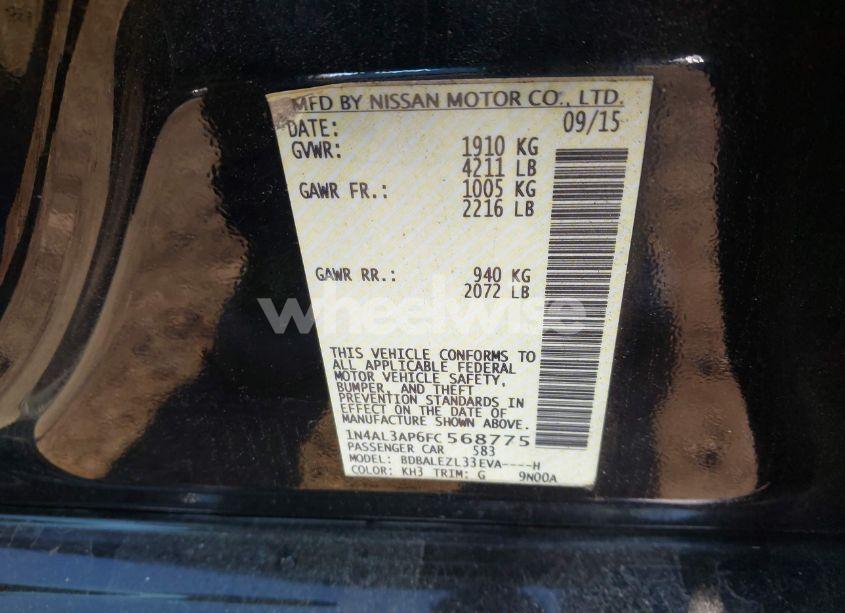 MFD BY NISSAN MOTOR CO., LTD.
DATE: 09/15
GVWR: 1910 KG
4211 LB
GAWR FR.: 1005 KG
2216 LB
GAWR RR.: 940 KG
2072 LB
wheelwise
THIS VEHICLE CONFORMS TO
ALL APPLICABLE FEDERAL
MOTOR VEHICLE SAFETY,
BUMPER, AND THEFT
PREVENTION STANDARDS IN
EFFECT ON THE DATE OF
MANUFACTURE SHOWN ABOVE.
1N4AL3AP6FC568775
PASSENGER CAR 583
MODEL: BDBALEZL33EVA----H
COLOR: KH3 TRIM: G 9N00A